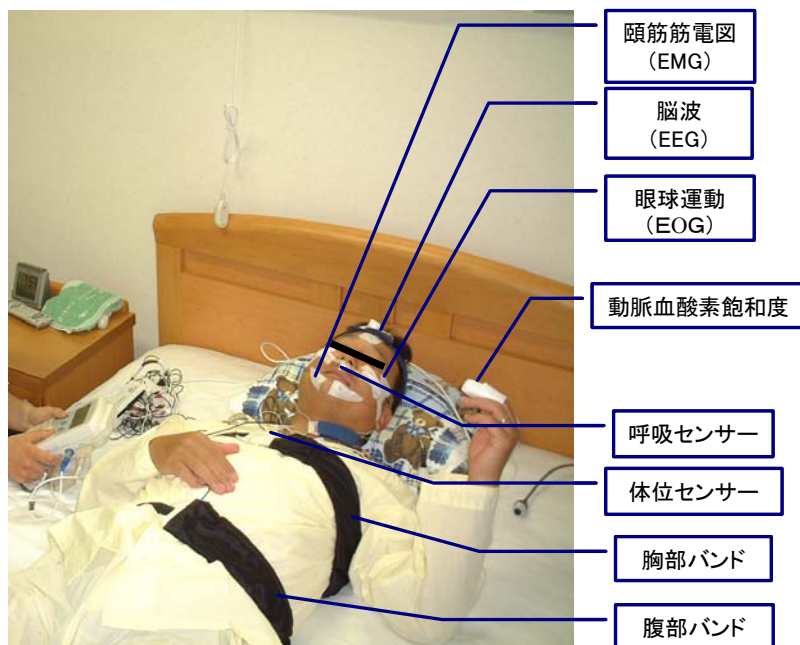 頤筋筋電図
（EMG）
脳波
（EEG）
眼球運動
（EOG）
動脈血酸素飽和度
呼吸センサー
体位センサー
胸部バンド
腹部バンド